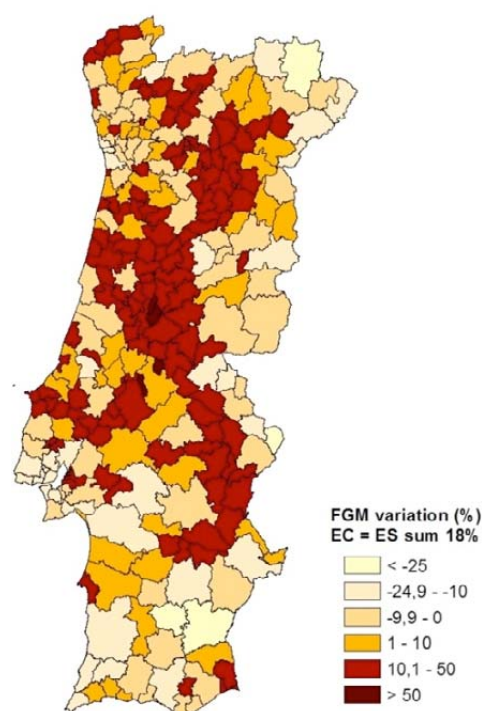 FGM variation (%)
EC = ES sum 18%
< -25
-24,9 - -10
-9,9 - 0
1 - 10
10,1 - 50
> 50